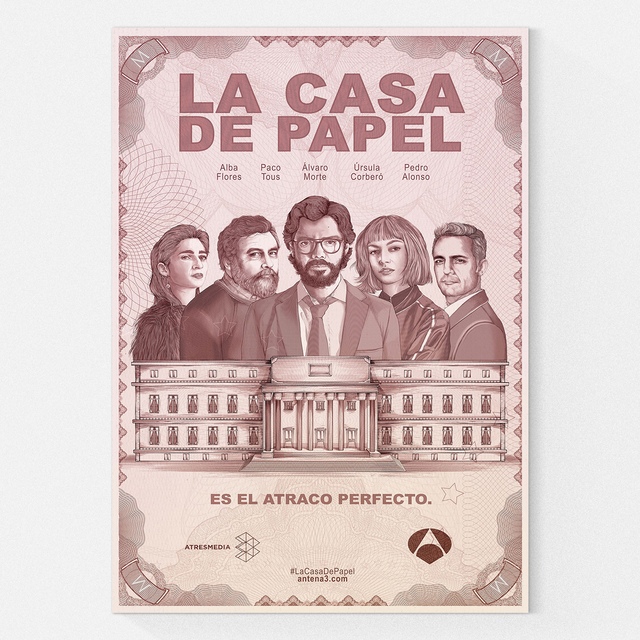 M
M
LA CASA
DE PAPEL
Alba Paco Álvaro Úrsula Pedro
Flores Tous Morte Corberó Alonso
ES EL ATRACO PERFECTO.
ATRESMEDIA
#LaCasaDePapel
antena3.com
M
M